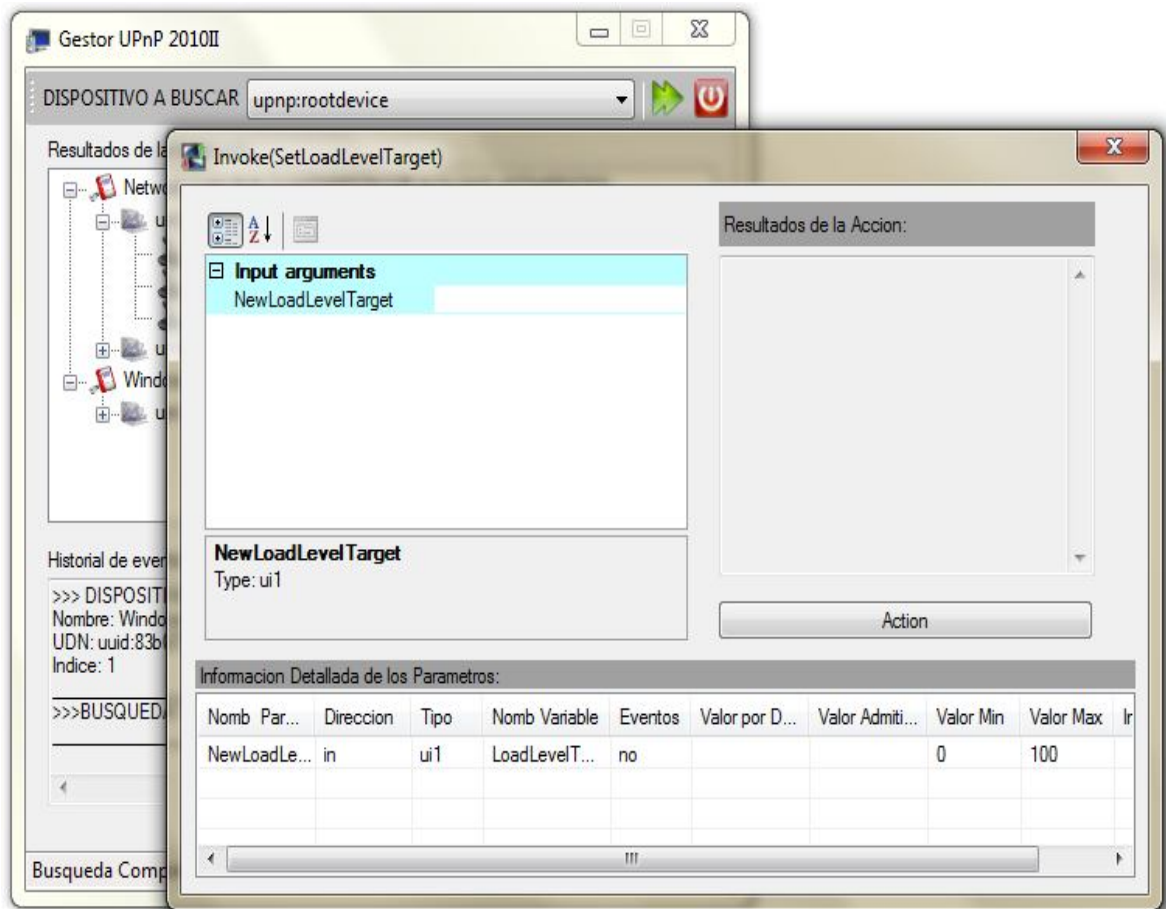 Gestor UPnP 2010II
DISPOSITIVO A BUSCAR upnp:rootdevice
Resultados de la
Netwo
u
u
Windo
u
Historial de even
>>> DISPOSITI
Nombre: Windo
UDN: uuid:83b
Indice: 1
>>>BUSQUEDA
Busqueda Comp
Invoke(SetLoadLevelTarget)
Input arguments
NewLoadLevelTarget
NewLoadLevelTarget
Type: ui1
Resultados de la Accion:
Action
Informacion Detallada de los Parametros:
Nomb Par... Direccion Tipo Nomb Variable Eventos Valor por D... Valor Admiti... Valor Min Valor Max In
NewLoadLe... in ui1 LoadLevelT... no 0 100